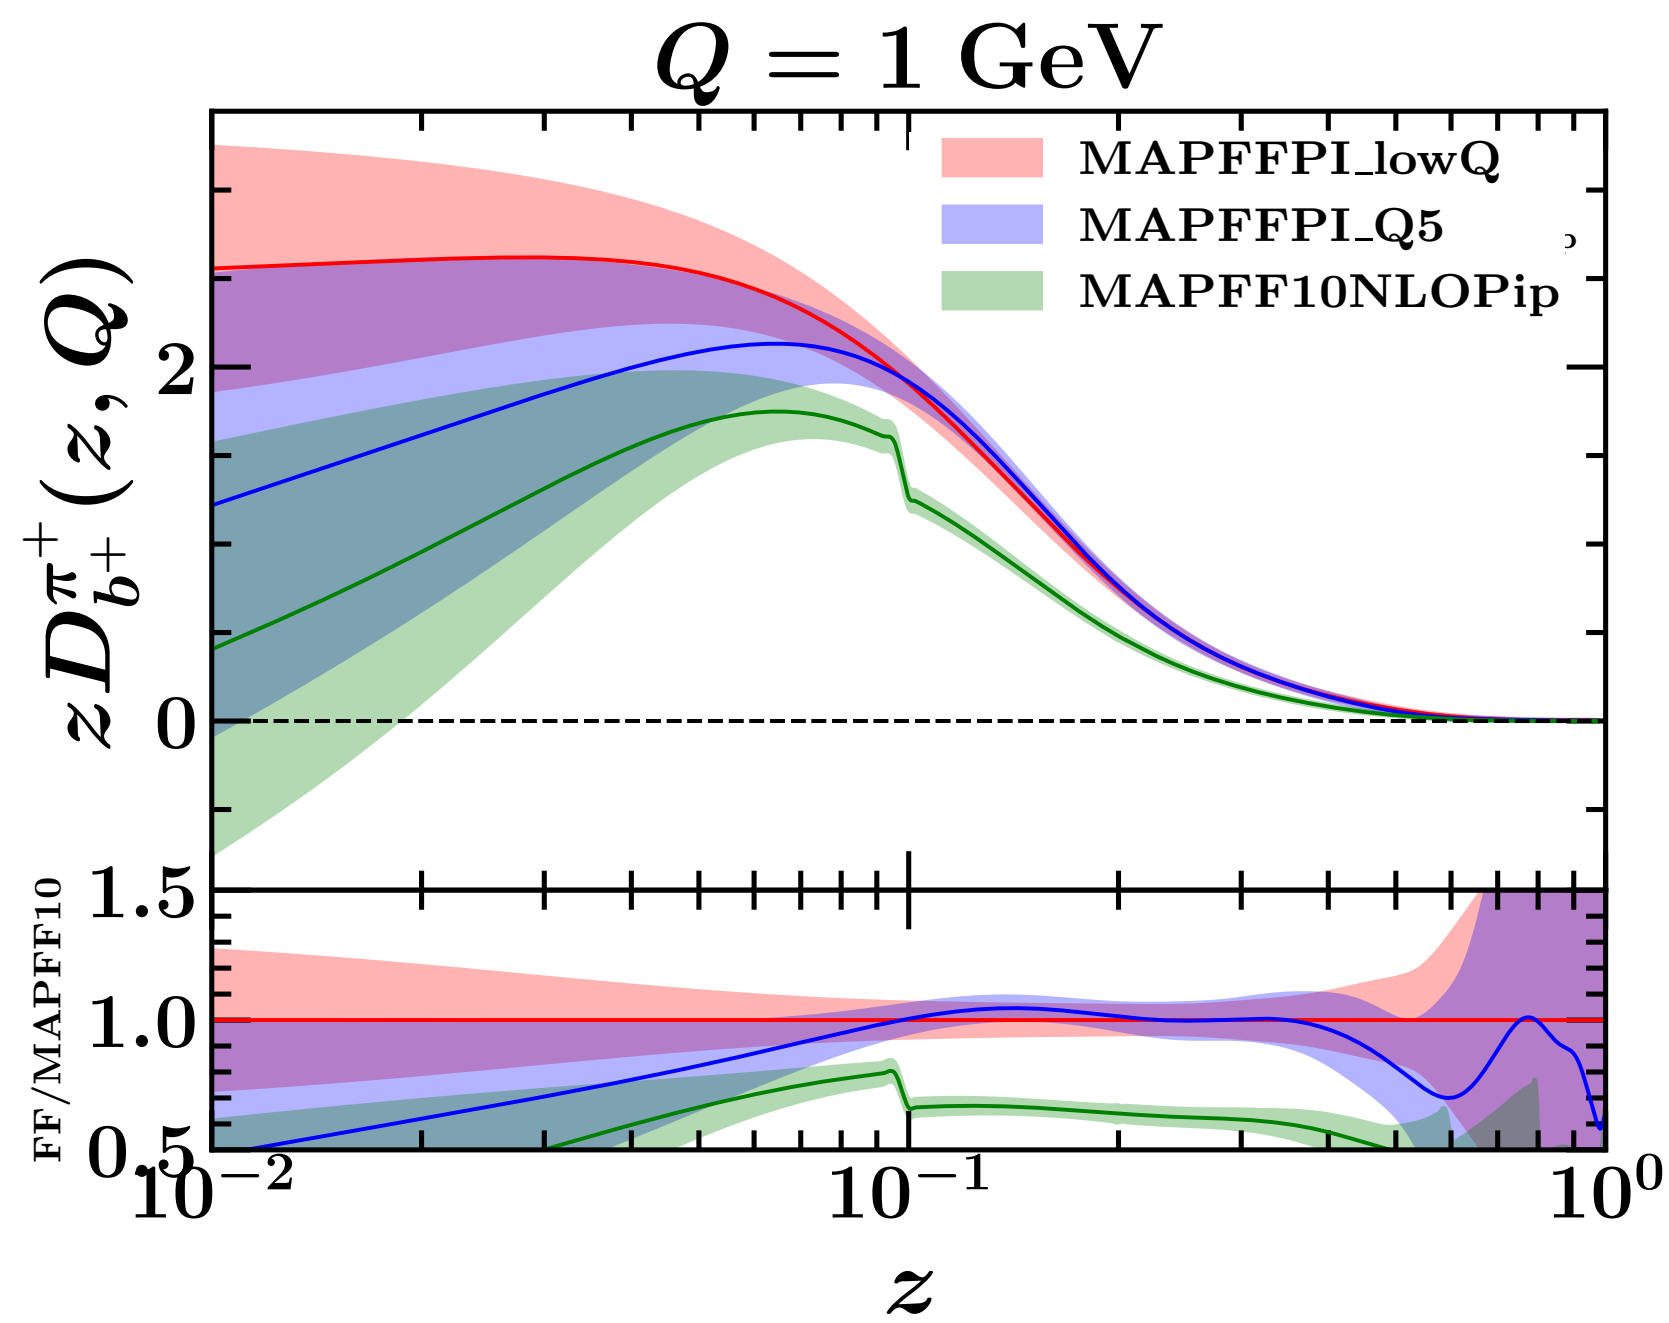 Q = 1 GeV
MAPFFPI_lowQ
MAPFFPI_Q5
p
MAPFF10NLOPip
zD_{b^+}^{π^+}(z, Q)
2
0
FF/MAPFF10
1.5
1.0
0.5
10^{-2}
10^{-1}
10^{0}
z